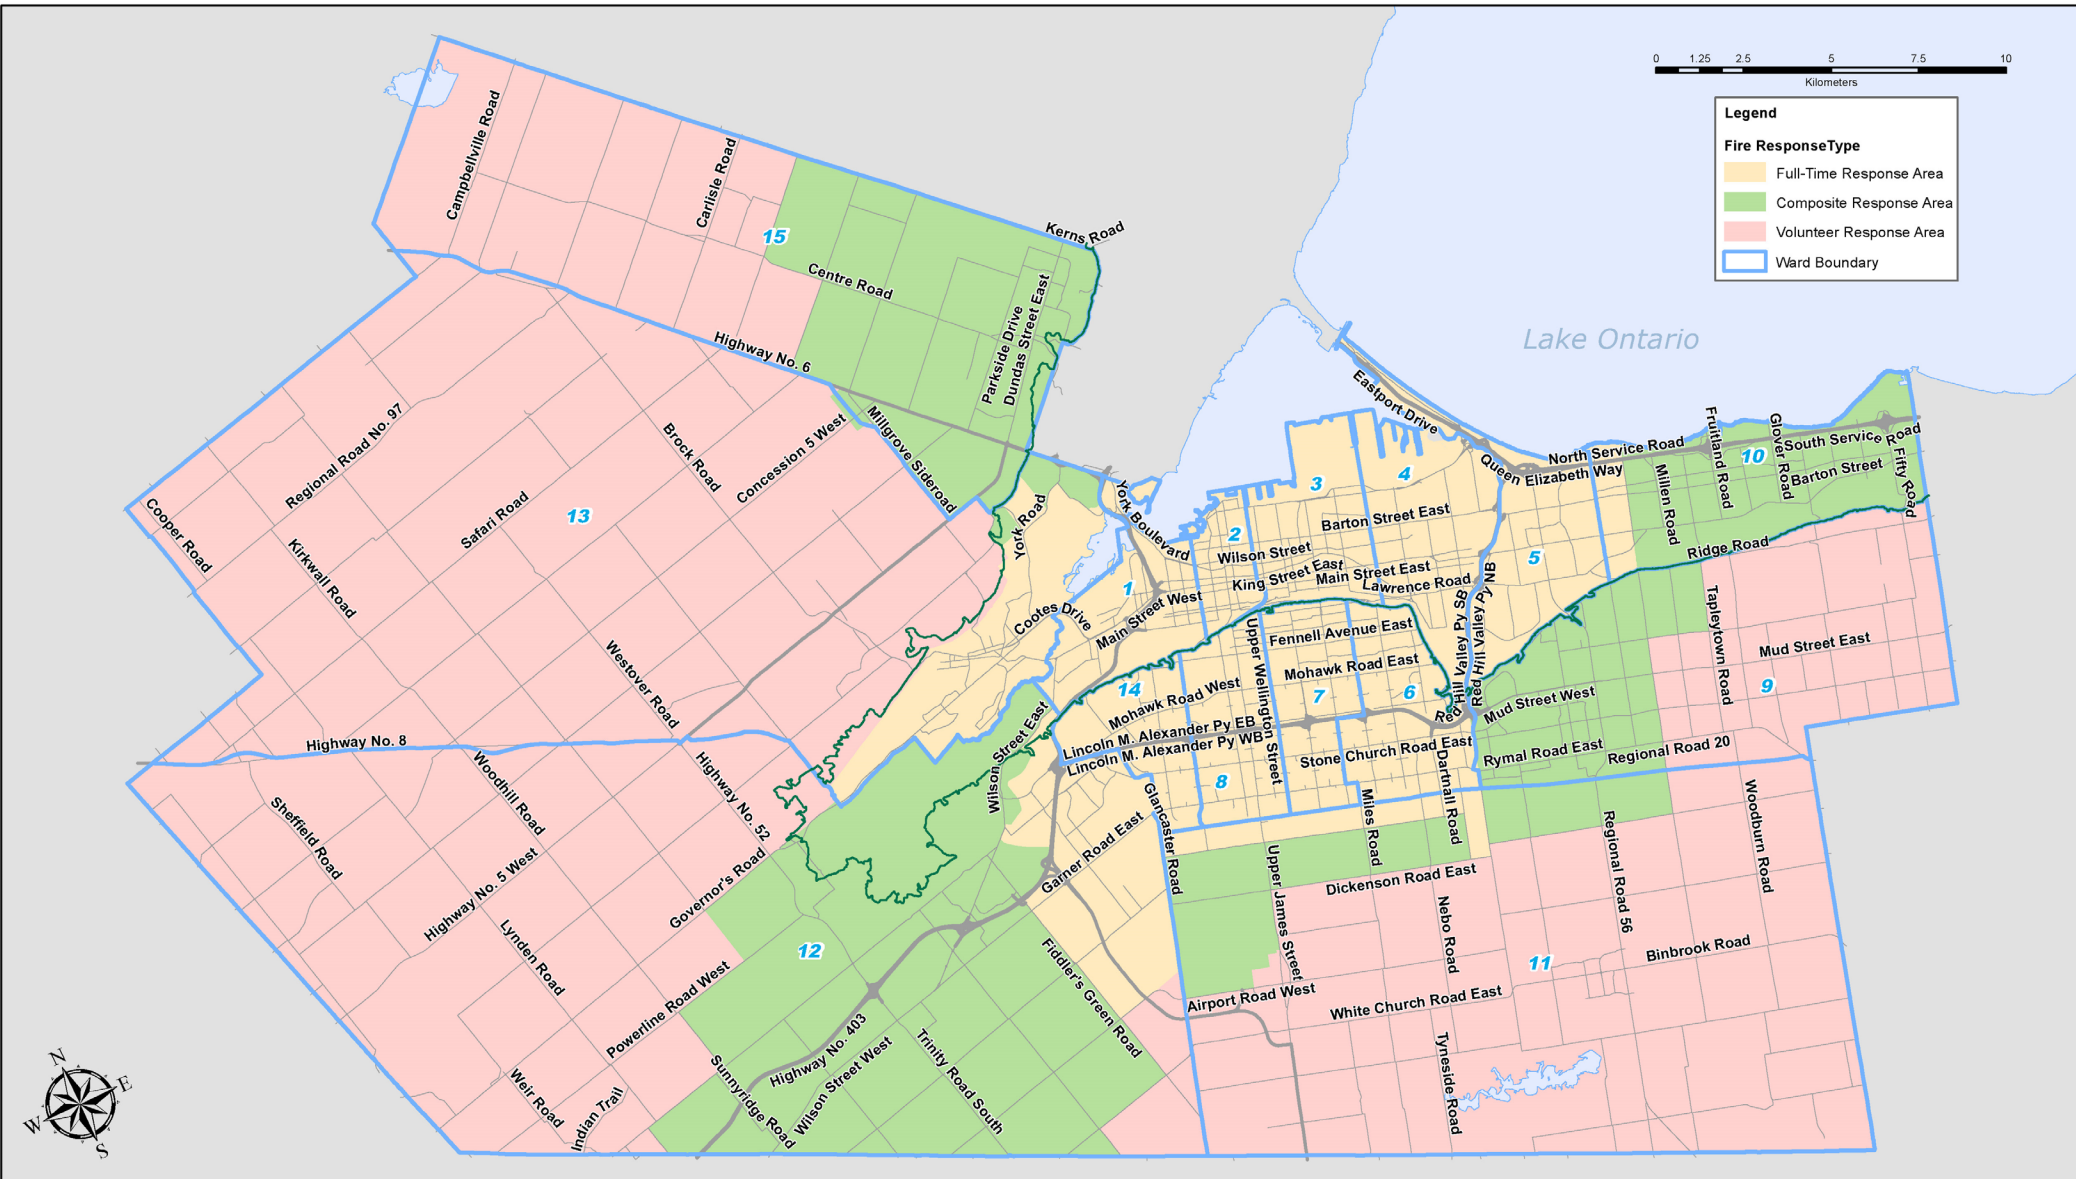 0 1.25 2.5 5 7.5 10
Kilometers
Legend
Fire ResponseType
Full-Time Response Area
Composite Response Area
Volunteer Response Area
Ward Boundary
Lake Ontario
Campbellville Road
Carlisle Road
15
Kerns Road
Centre Road
Parkside Drive
Dundas Street East
Highway No. 6
Millgrove Sideroad
Concession 5 West
Brock Road
Regional Road No. 97
Safari Road
13
Cooper Road
Kirkwall Road
Westover Road
Highway No. 8
York Road
York Boulevard
Eastport Drive
Queen Elizabeth Way
North Service Road
South Service Road
Fruitland Road
Glover Road
10
Barton Street
Fifty Road
Millen Road
Ridge Road
3
4
2
5
1
Barton Street East
Wilson Street
King Street East
Main Street East
Lawrence Road
Cootes Drive
Main Street West
Red Hill Valley Py SB
Red Hill Valley Py NB
Fennell Avenue East
Upper Wellington Street
Mohawk Road East
Mohawk Road West
14
7
6
8
9
Tapleytown Road
Mud Street East
Mud Street West
Lincoln M. Alexander Py EB
Lincoln M. Alexander Py WB
Stone Church Road East
Rymal Road East
Regional Road 20
Wilson Street East
Glancaster Road
Garner Road East
Miles Road
Dartnall Road
Woodburn Road
Regional Road 56
Upper James Street
Dickenson Road East
Nebo Road
Binbrook Road
11
Airport Road West
White Church Road East
Tyneside Road
Woodhill Road
Highway No. 52
Sheffield Road
Highway No. 5 West
Governor's Road
Lynden Road
12
Powerline Road West
Fiddler's Green Road
Highway No. 403
Wilson Street West
Trinity Road South
Sunnyridge Road
Weir Road
Indian Trail
N
E
W
S